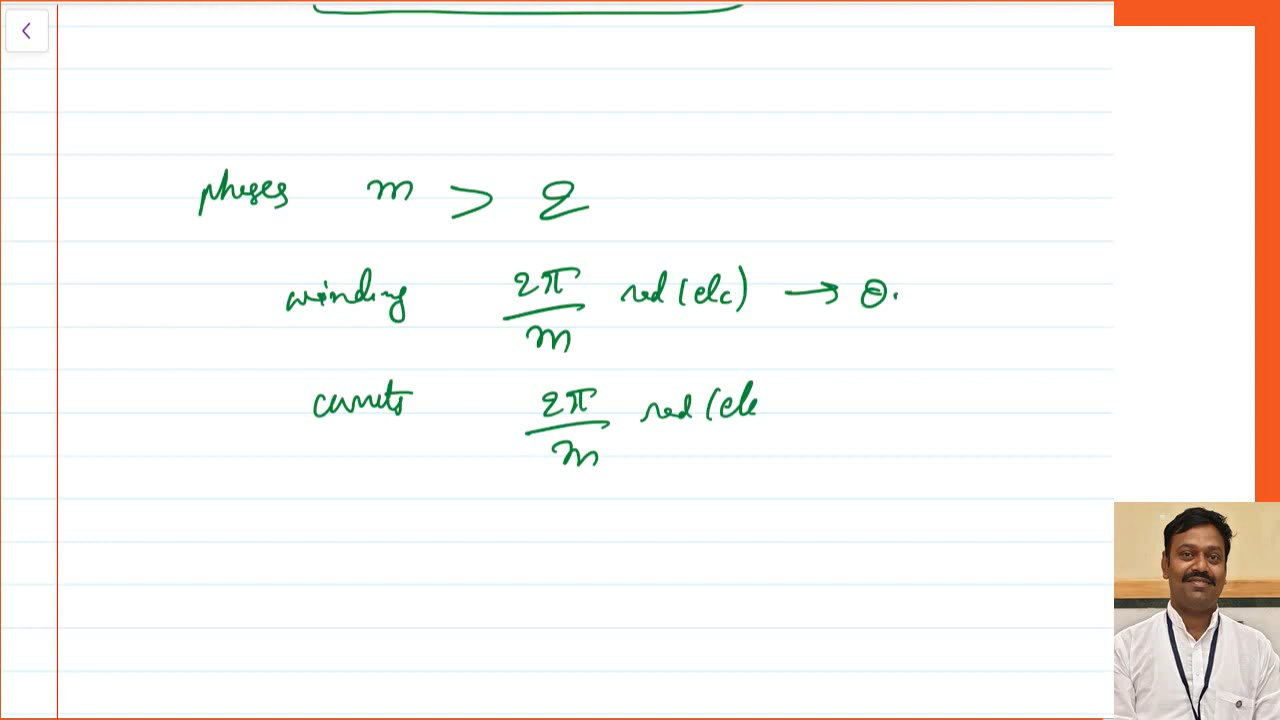 phases m > 2
winding 2π/m rad (elc) → θ.
currents 2π/m rad (ele